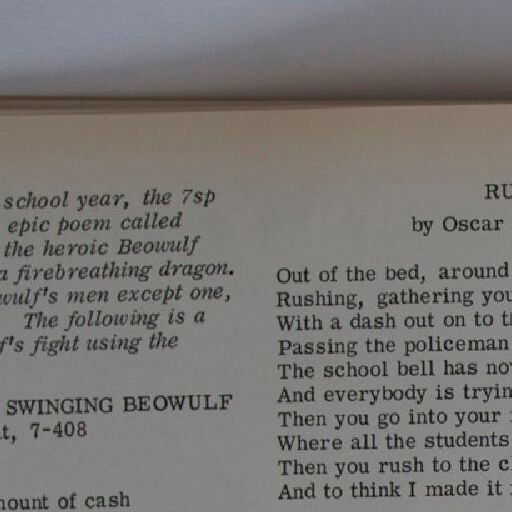 school year, the 7sp
epic poem called
the heroic Beowulf
a firebreathing dragon.
wulf's men except one,
The following is a
f's fight using the
SWINGING BEOWULF
t, 7-408
ount of cash
RU
by Oscar
Out of the bed, around
Rushing, gathering you
With a dash out on to t
Passing the policeman
The school bell has no
And everybody is tryin
Then you go into your
Where all the students
Then you rush to the c
And to think I made it